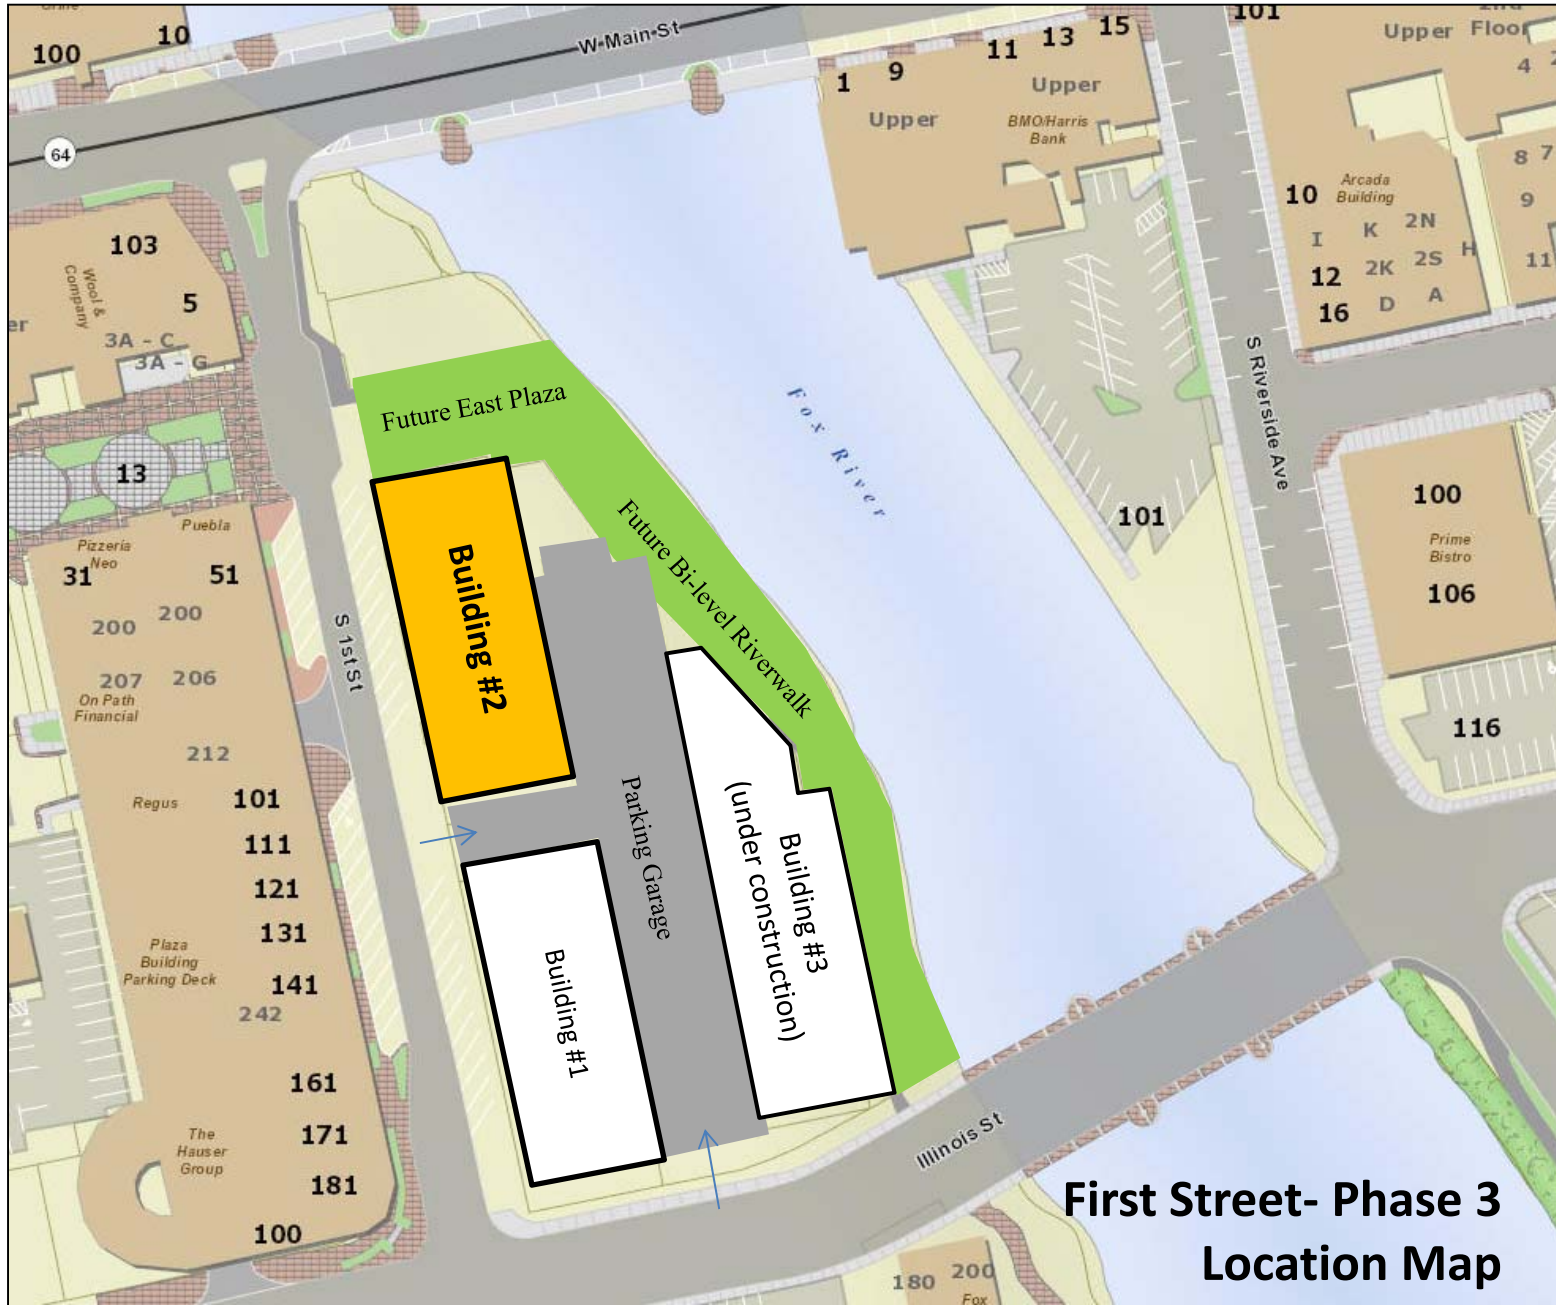 100
10
W Main St
64
1
9
11
13
15
Upper
Upper
BMO/Harris
Bank
101
Upper
Floor
4
8
7
9
11
10
Arcada
Building
I
K
2N
H
12
2K
2S
16
D
A
103
Wool &
Company
5
3A - C
3A - G
er
13
Future East Plaza
Fox River
S Riverside Ave
101
100
Prime
Bistro
106
116
Puebla
Pizzeria
Neo
31
51
200
200
207
206
On Path
Financial
212
Regus
101
111
121
131
Plaza
Building
Parking Deck
141
242
161
The
Hauser
Group
171
181
100
S 1st St
Building #2
Future Bi-level Riverwalk
Parking Garage
Building #3
(under construction)
Building #1
Illinois St
180
200
Fox
First Street- Phase 3
Location Map